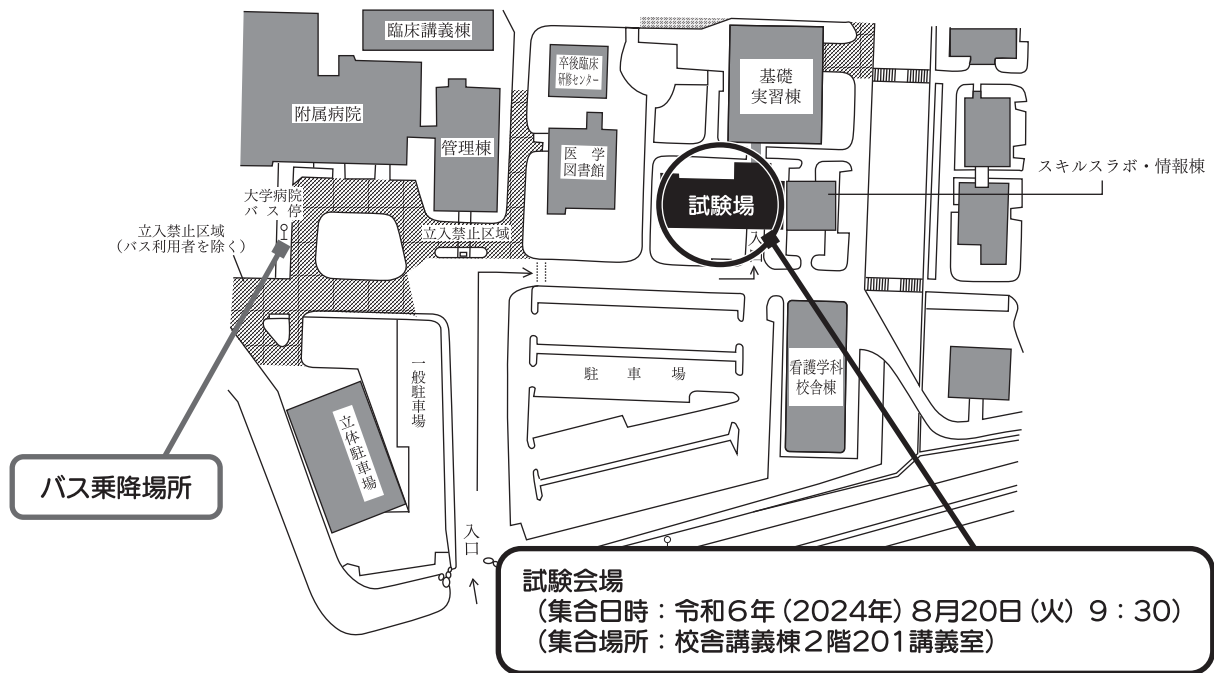 臨床講義棟
附属病院
管理棟
卒後臨床
研修センター
医学
図書館
基礎
実習棟
スキルスラボ・情報棟
試験場
入口
大学病院
バス停
立入禁止区域
(バス利用者を除く)
立入禁止区域
一般駐車場
立体駐車場
駐車場
看護学科
校舎棟
入口
バス乗降場所
試験会場
(集合日時:令和6年(2024年)8月20日(火)9:30)
(集合場所:校舎講義棟2階201講義室)